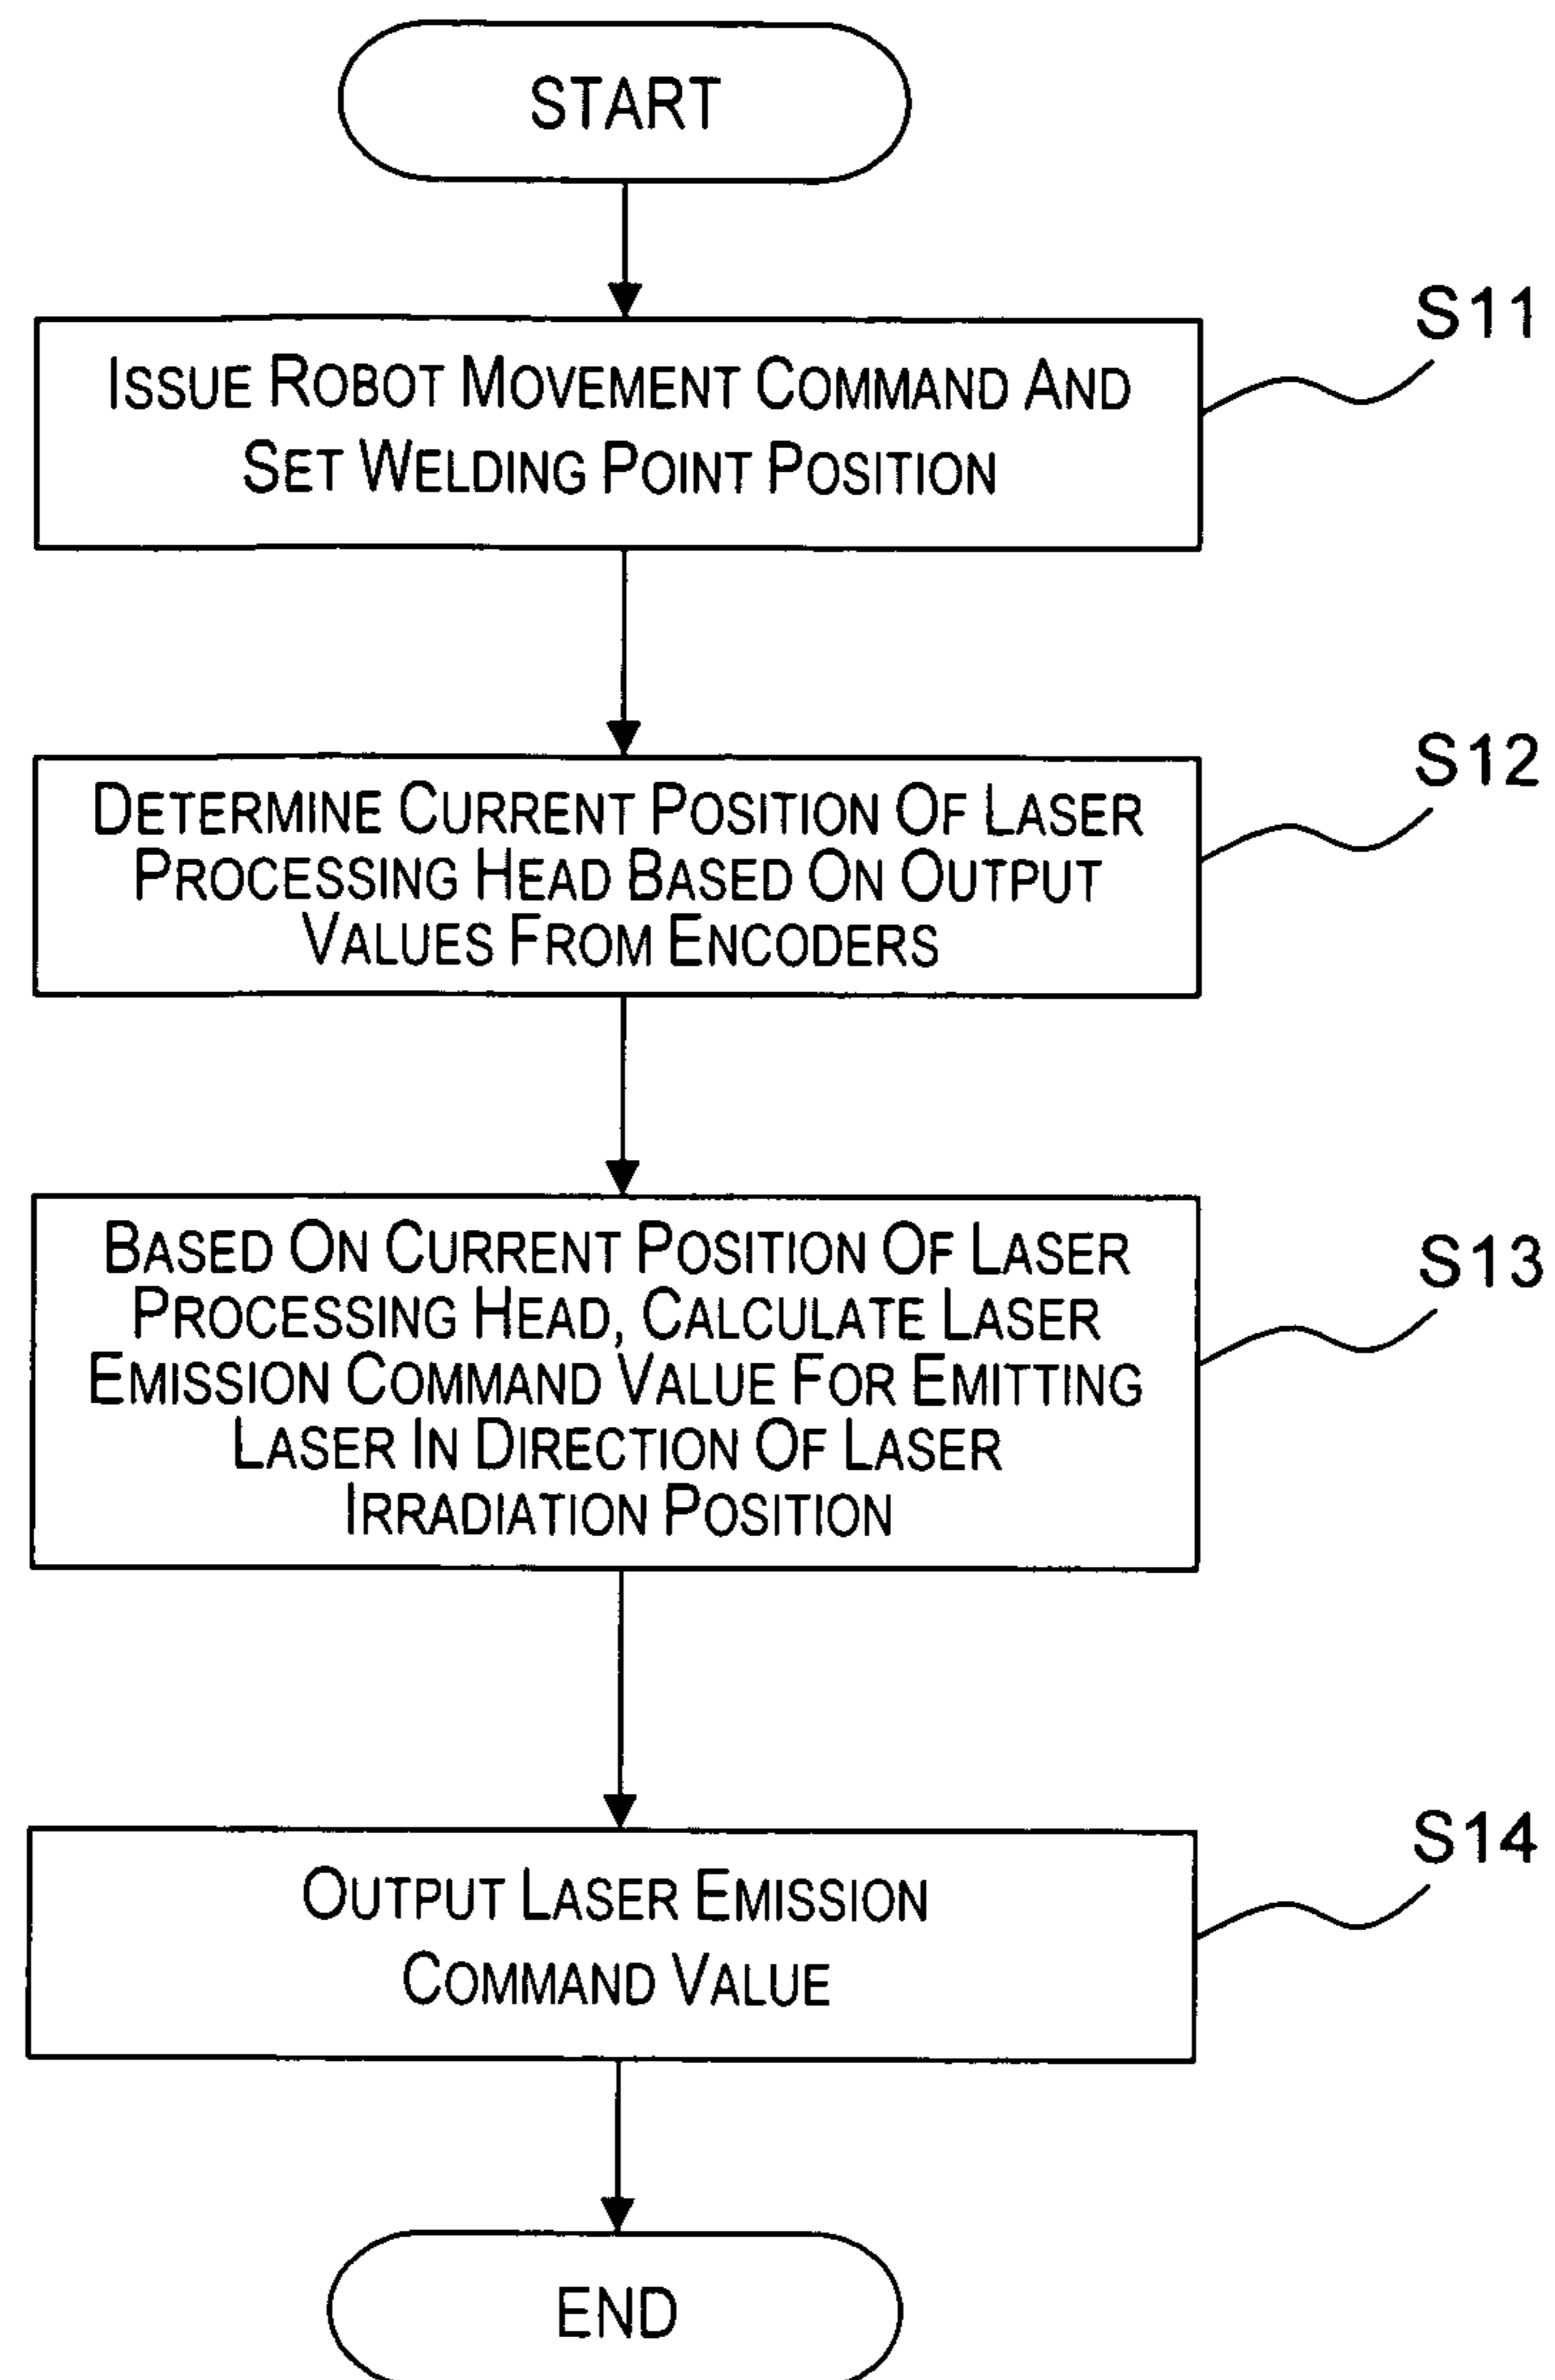 START
S11
ISSUE ROBOT MOVEMENT COMMAND AND
SET WELDING POINT POSITION
S12
DETERMINE CURRENT POSITION OF LASER
PROCESSING HEAD BASED ON OUTPUT
VALUES FROM ENCODERS
S13
BASED ON CURRENT POSITION OF LASER
PROCESSING HEAD, CALCULATE LASER
EMISSION COMMAND VALUE FOR EMITTING
LASER IN DIRECTION OF LASER
IRRADIATION POSITION
S14
OUTPUT LASER EMISSION
COMMAND VALUE
END